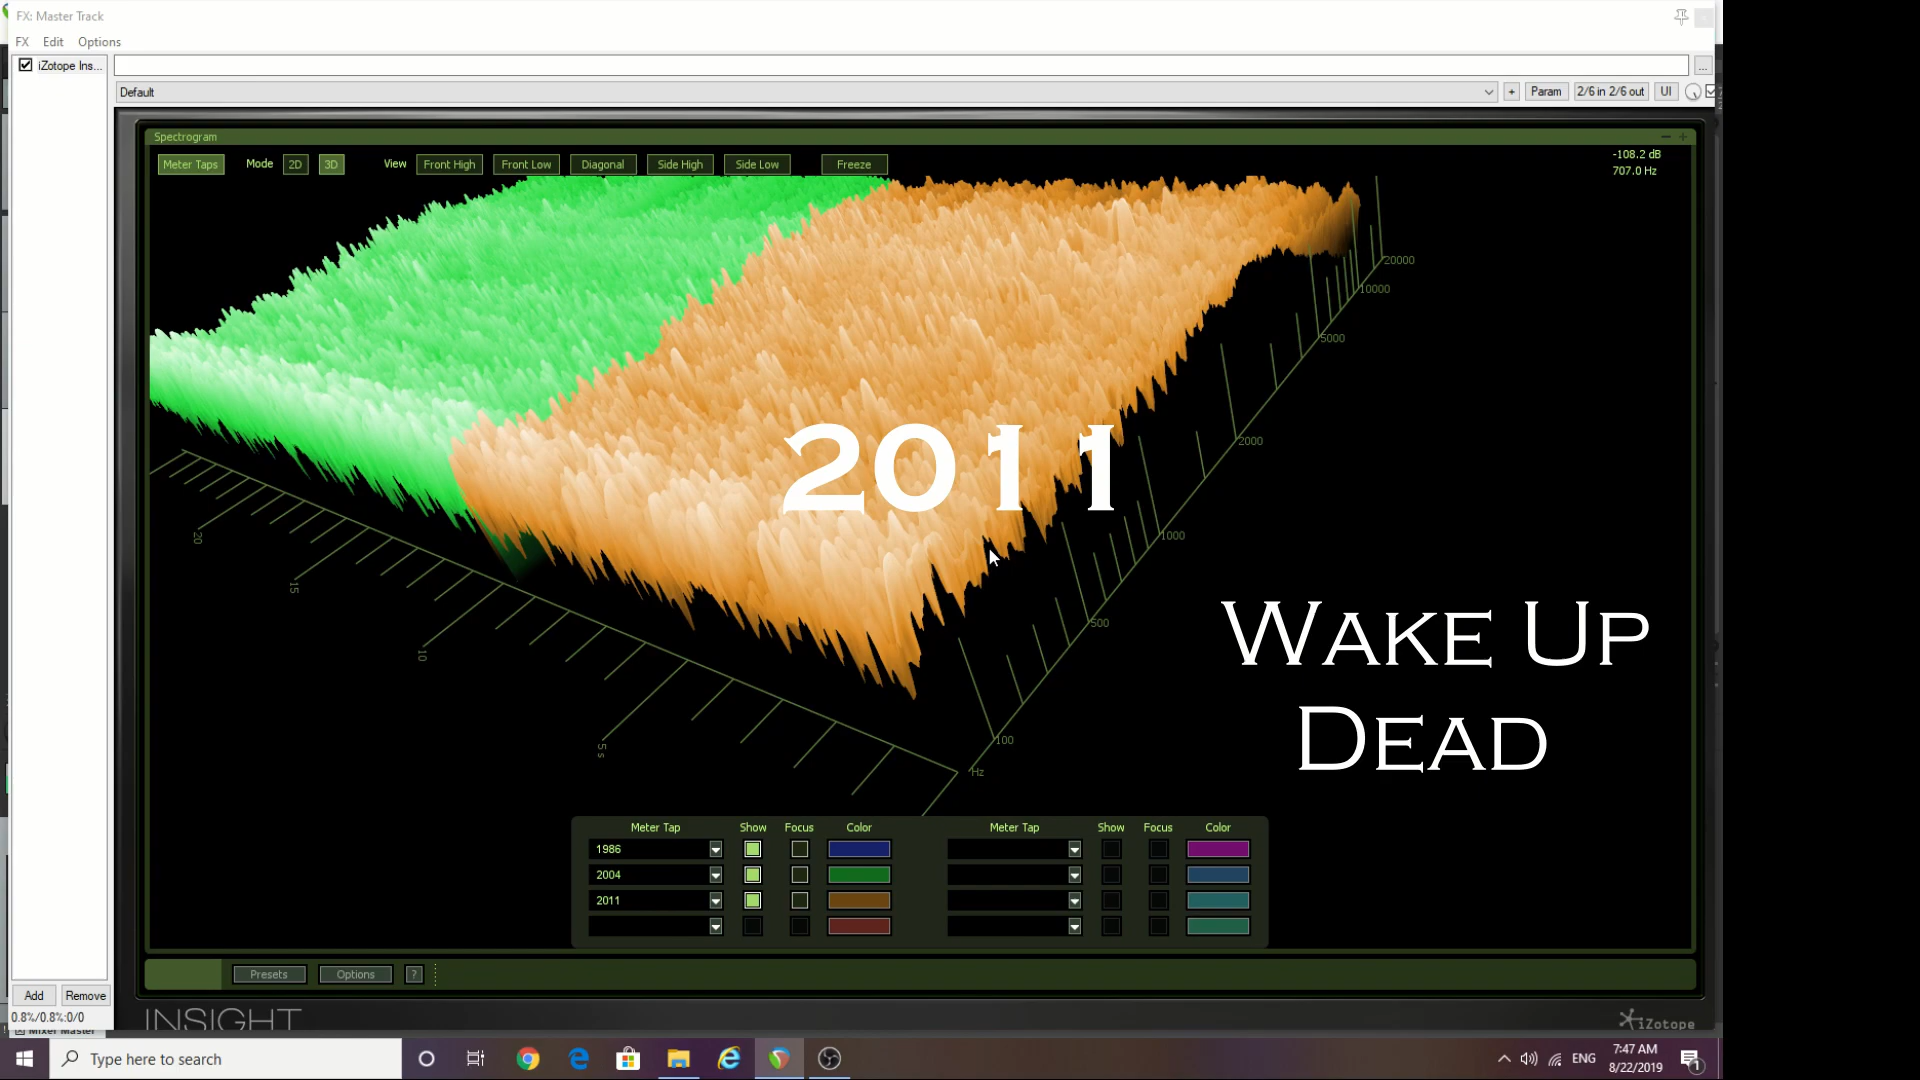 FX: Master Track
FX Edit Options
iZotope Ins...
...
Default
+ Param 2/6 in 2/6 out UI
Spectrogram
Meter Taps Mode 2D 3D View Front High Front Low Diagonal Side High Side Low Freeze
-108.2 dB
707.0 Hz
20000
10000
5000
2000
1000
500
100
Hz
20
15
10
5 s
2011
Wake Up
Dead
Meter Tap Show Focus Color Meter Tap Show Focus Color
1986
2004
2011
Presets Options ?
Add Remove
0.8%/0.8%:0/0
Mixer Master
INSIGHT
iZotope
Type here to search
ENG
7:47 AM
8/22/2019
1